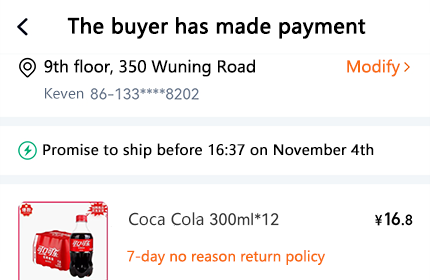 The buyer has made payment
9th floor, 350 Wuning Road
Modify >
Keven 86-133****8202
Promise to ship before 16:37 on November 4th
Coca Cola 300ml*12
¥16.8
7-day no reason return policy